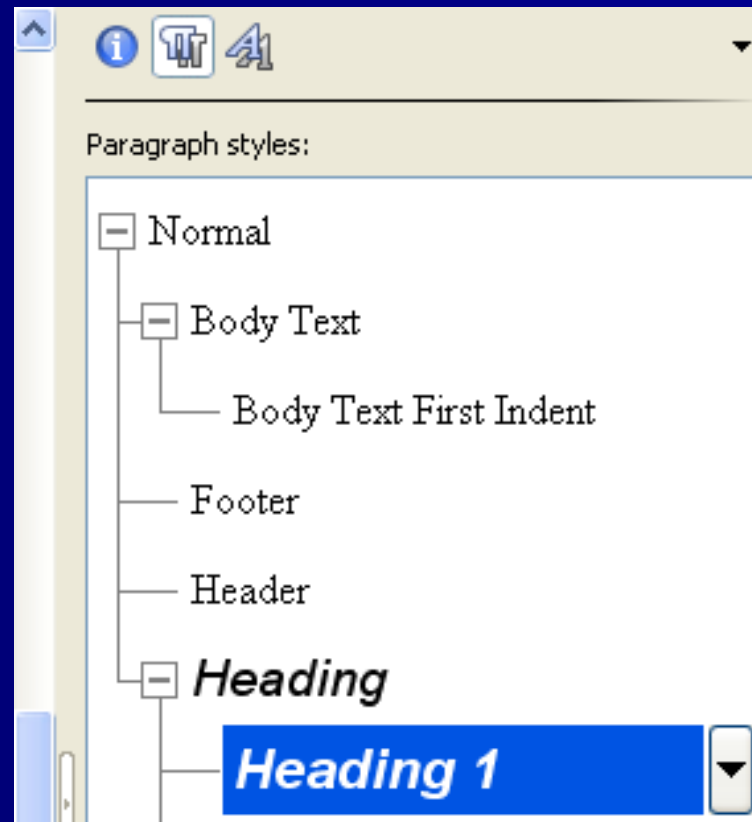 Paragraph styles:
Normal
Body Text
Body Text First Indent
Footer
Header
Heading
Heading 1